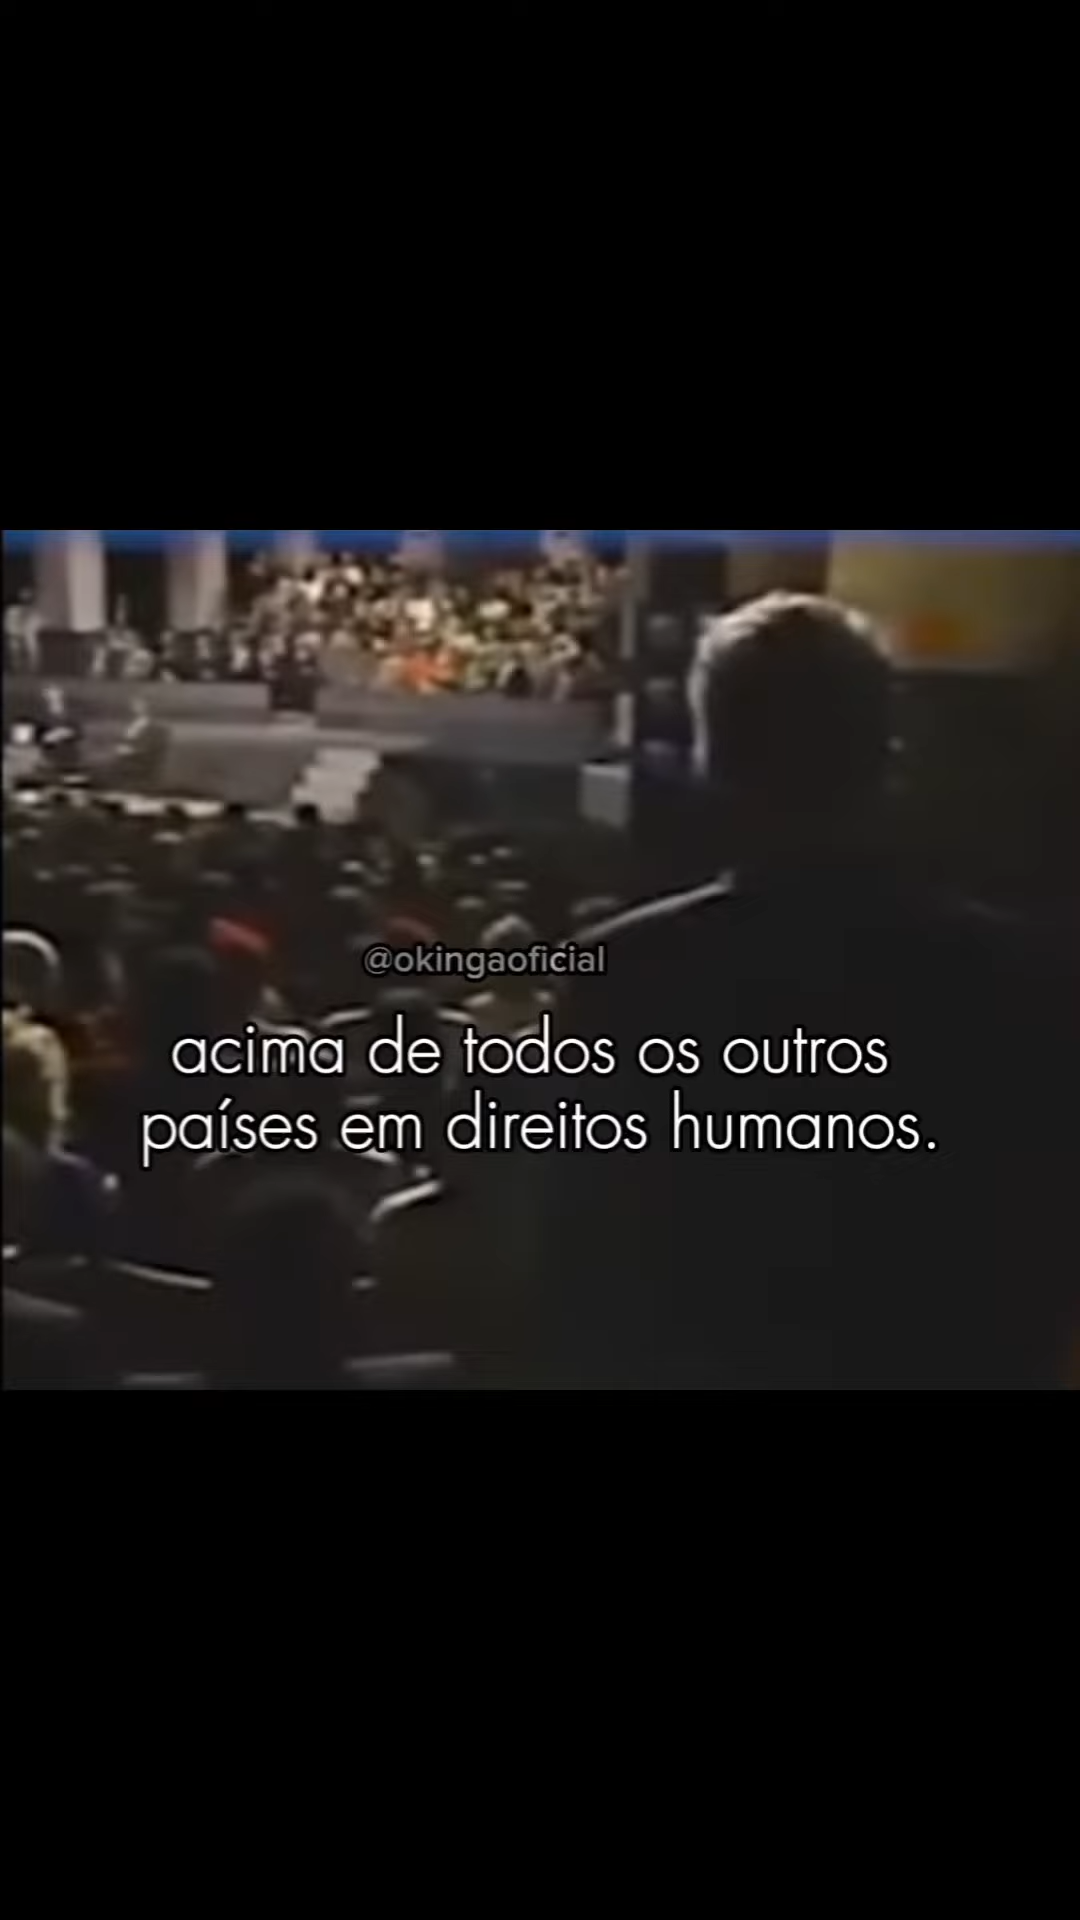 @okingaoficial
acima de todos os outros
países em direitos humanos.